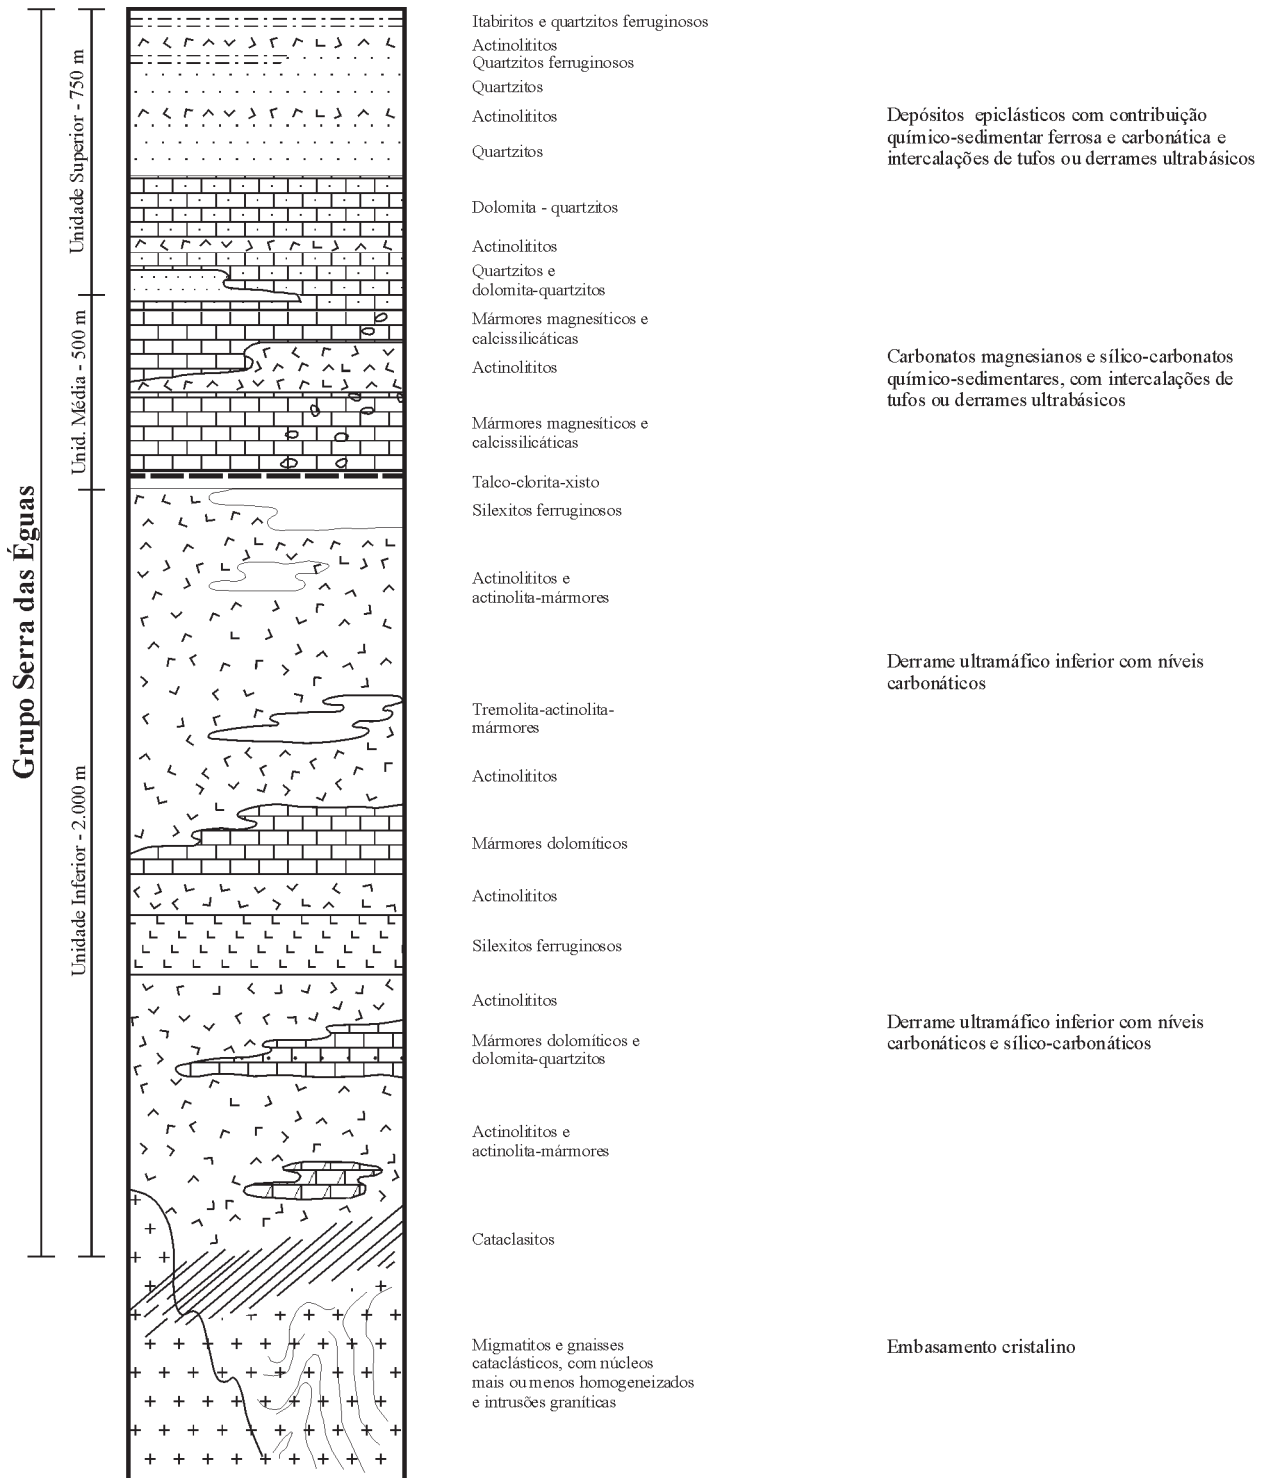 Grupo Serra das Éguas
Unidade Superior - 750 m
Unid. Média - 500 m
Unidade Inferior - 2.000 m
Itabiritos e quartzitos ferruginosos
Actinolititos
Quartzitos ferruginosos
Quartzitos
Actinolititos
Quartzitos
Dolomita - quartzitos
Actinolititos
Quartzitos e
dolomita-quartzitos
Mármores magnesíticos e
calcissilicáticas
Actinolititos
Mármores magnesíticos e
calcissilicáticas
Talco-clorita-xisto
Silexitos ferruginosos
Actinolititos e
actinolita-mármores
Tremolita-actinolita-
mármores
Actinolititos
Mármores dolomíticos
Actinolititos
Silexitos ferruginosos
Actinolititos
Mármores dolomíticos e
dolomita-quartzitos
Actinolititos e
actinolita-mármores
Cataclasitos
Migmatitos e gnaisses
cataclásticos, com núcleos
mais ou menos homogeneizados
e intrusões graníticas
Depósitos epiclásticos com contribuição
químico-sedimentar ferrosa e carbonática e
intercalações de tufos ou derrames ultrabásicos
Carbonatos magnesianos e sílico-carbonatos
químico-sedimentares, com intercalações de
tufos ou derrames ultrabásicos
Derrame ultramáfico inferior com níveis
carbonáticos
Derrame ultramáfico inferior com níveis
carbonáticos e sílico-carbonáticos
Embasamento cristalino